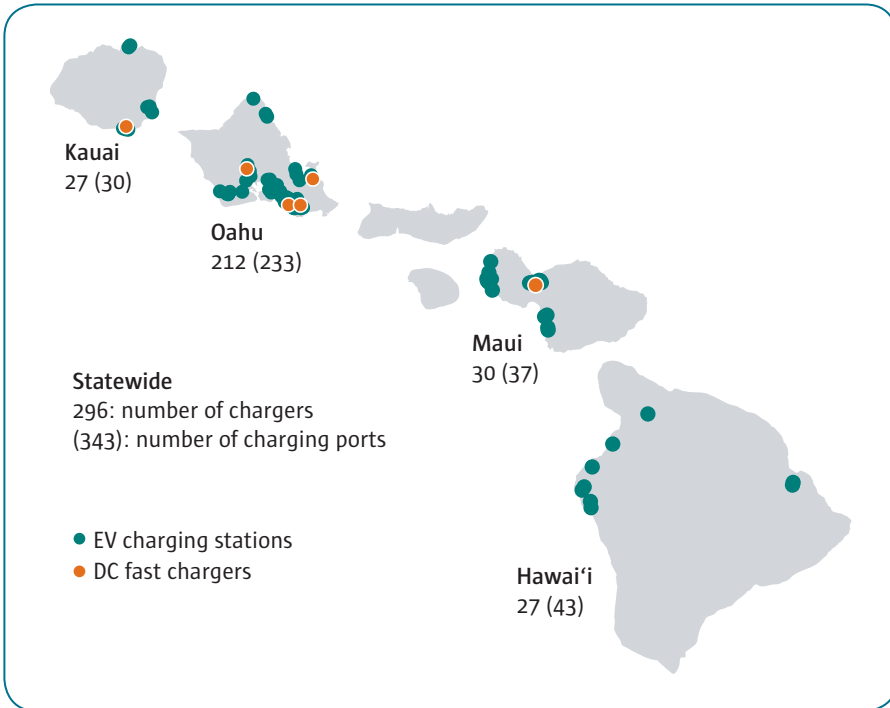 Kauai
27 (30)
Oahu
212 (233)
Maui
30 (37)
Statewide
296: number of chargers
(343): number of charging ports
EV charging stations
DC fast chargers
Hawai‘i
27 (43)